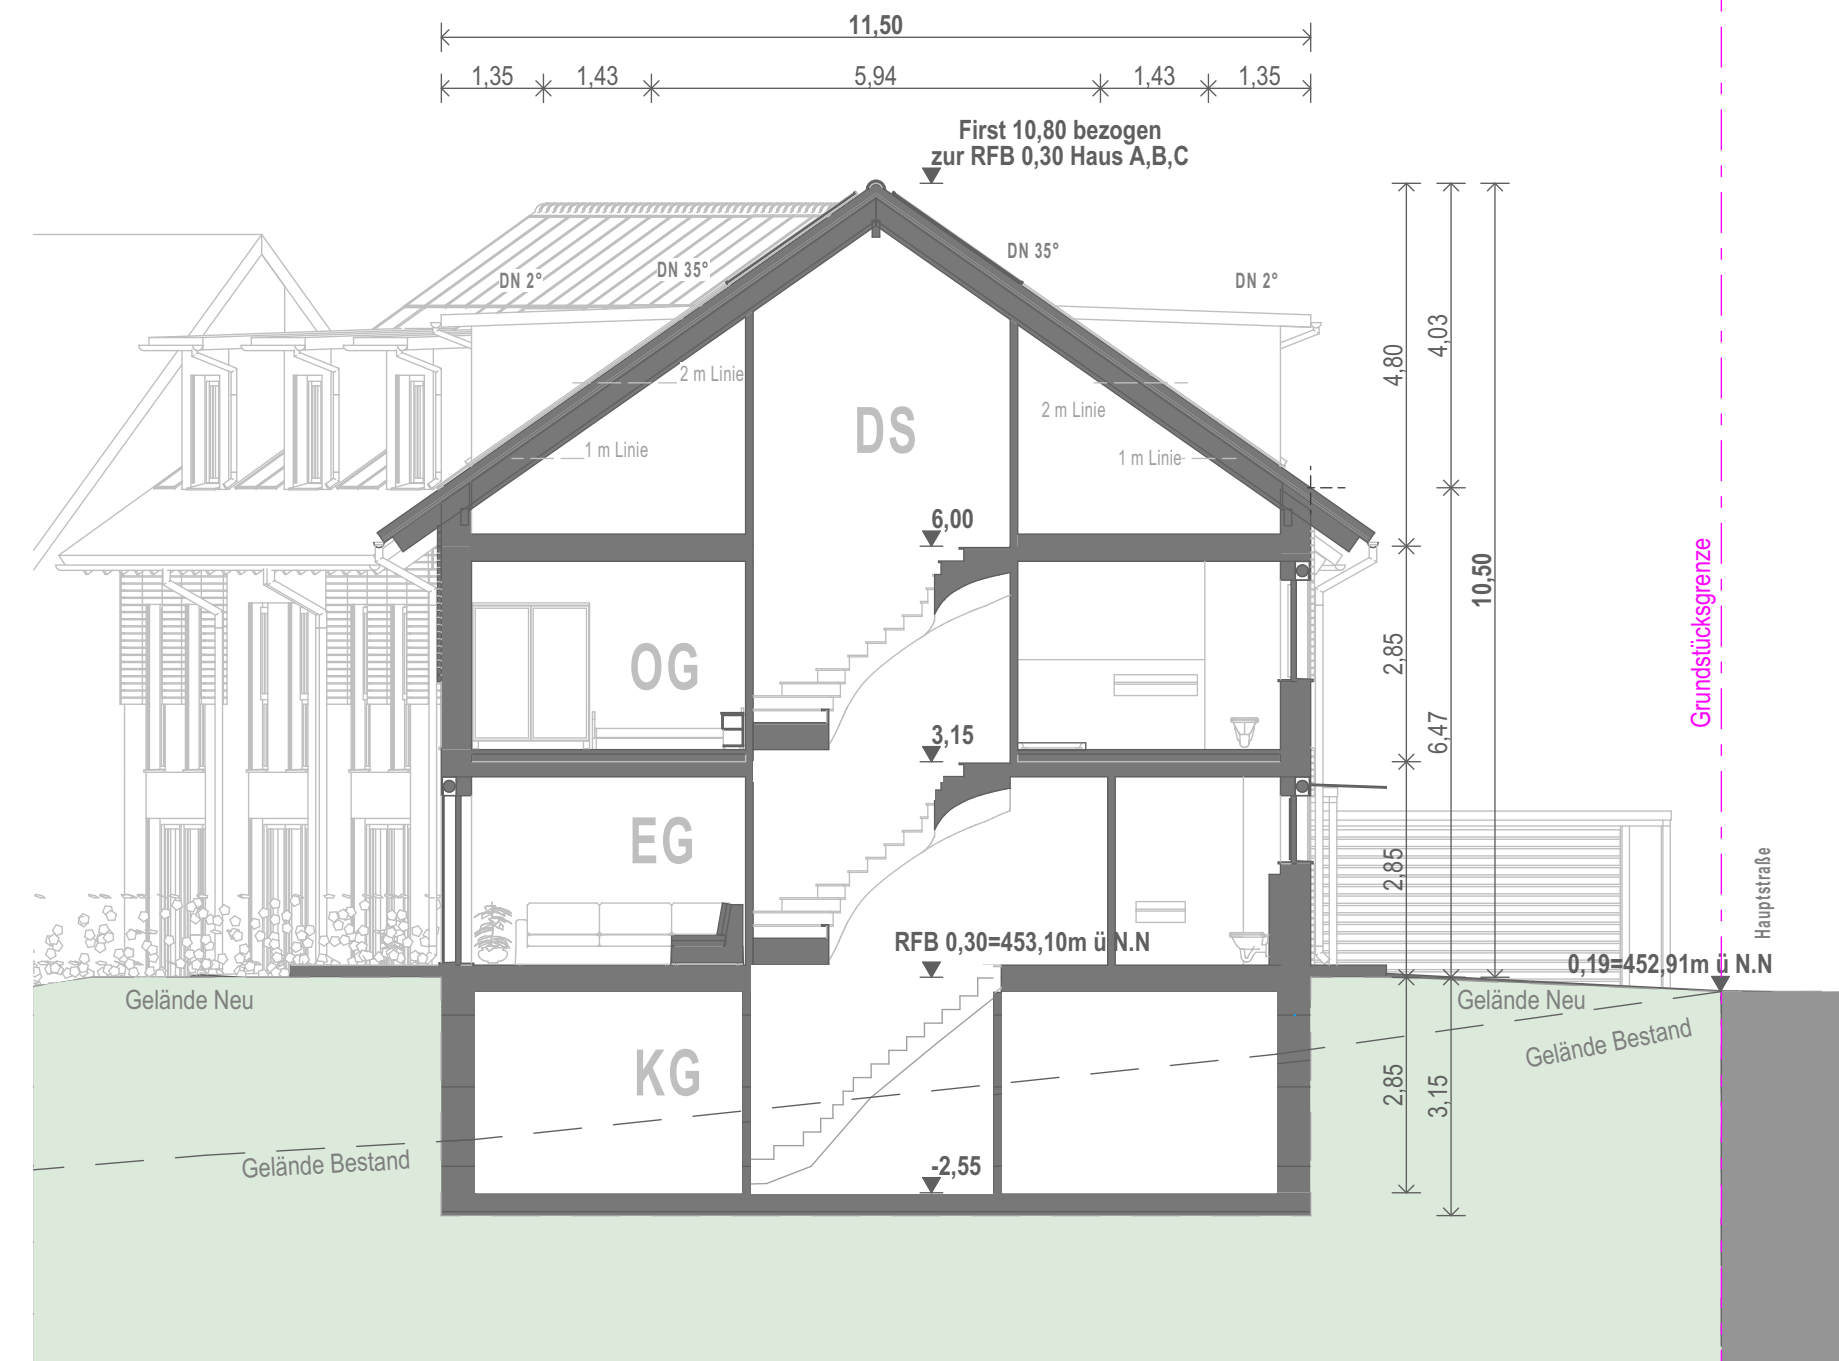 11,50
1,35 1,43 5,94 1,43 1,35
First 10,80 bezogen
zur RFB 0,30 Haus A,B,C
DN 2°
DN 35°
DN 35°
DN 2°
4,03
4,80
2 m Linie
2 m Linie
DS
1 m Linie
1 m Linie
6,00
10,50
Grundstücksgrenze
OG
2,85
3,15
6,47
EG
2,85
Hauptstraße
RFB 0,30=453,10m ü N.N
0,19=452,91m ü N.N
Gelände Neu
Gelände Neu
Gelände Bestand
KG
2,85
3,15
Gelände Bestand
-2,55